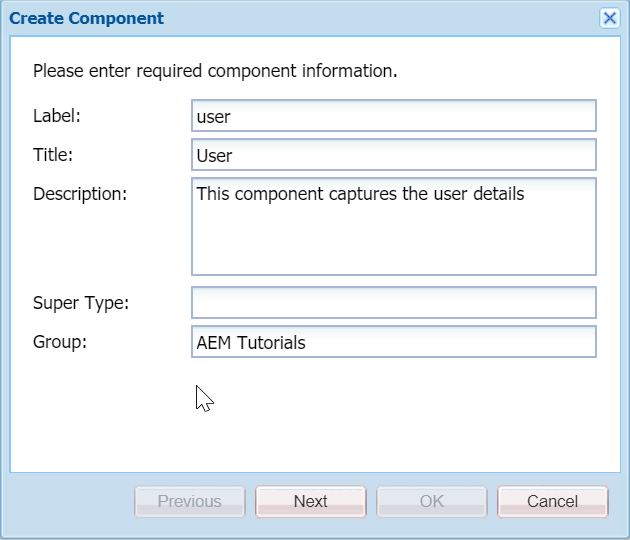 Create Component
Please enter required component information.
Label: user
Title: User
Description: This component captures the user details
Super Type:
Group: AEM Tutorials
Previous Next OK Cancel